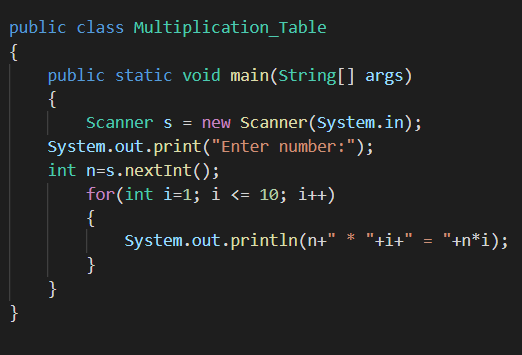 public class Multiplication_Table
{
    public static void main(String[] args)
    {
        Scanner s = new Scanner(System.in);
    System.out.print("Enter number:");
    int n=s.nextInt();
        for(int i=1; i <= 10; i++)
        {
            System.out.println(n+" * "+i+" = "+n*i);
        }
    }
}